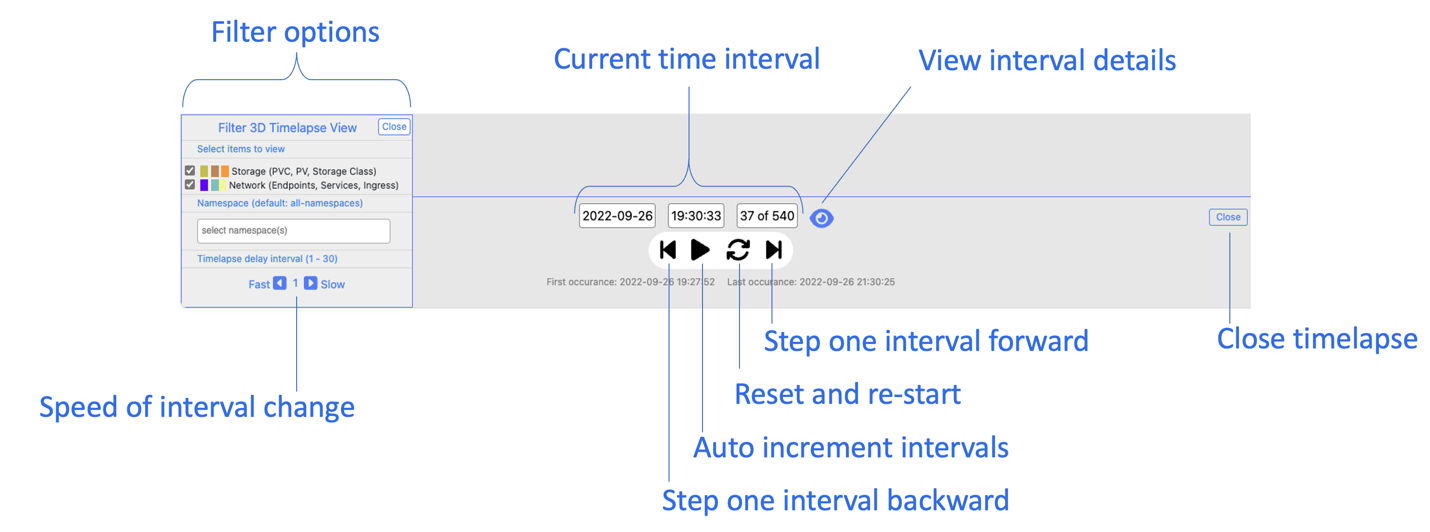 Filter options
Current time interval
View interval details
Filter 3D Timelapse View
Close
Select items to view
Storage (PVC, PV, Storage Class)
Network (Endpoints, Services, Ingress)
Namespace (default: all-namespaces)
select namespace(s)
Timelapse delay interval (1 - 30)
Fast 1 Slow
2022-09-26 19:30:33 37 of 540
Close
First occurance: 2022-09-26 19:27:52 Last occurance: 2022-09-26 21:30:25
Step one interval forward
Close timelapse
Reset and re-start
Speed of interval change
Auto increment intervals
Step one interval backward